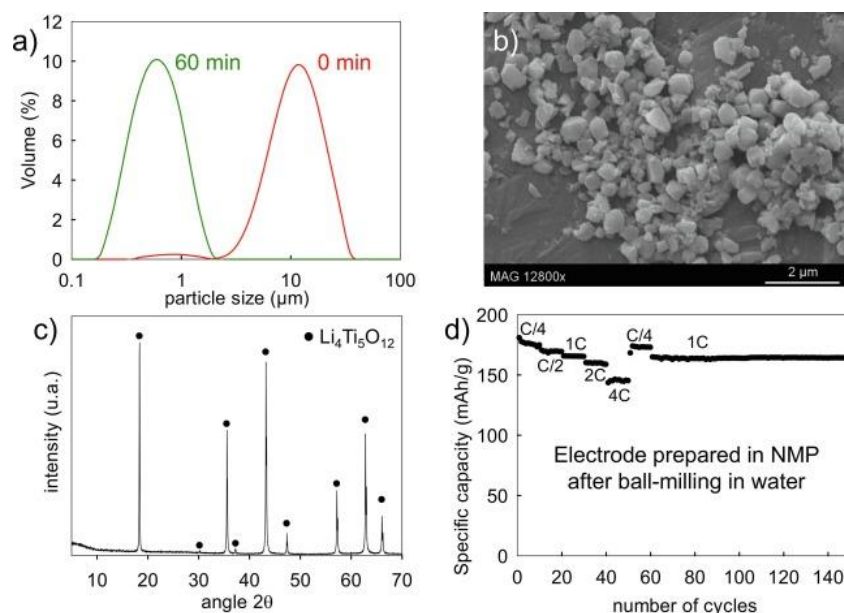 a)
12
10
8
6
4
2
0
Volume (%)
60 min
0 min
0.1
1
10
100
particle size (µm)
b)
MAG 12800x
2 µm
c)
● Li₄Ti₅O₁₂
intensity (u.a.)
10
20
30
40
50
60
70
angle 2θ
d)
200
150
100
50
0
Specific capacity (mAh/g)
C/4
C/2
1C
2C
4C
C/4
1C
Electrode prepared in NMP
after ball-milling in water
0
20
40
60
80
100
120
140
number of cycles